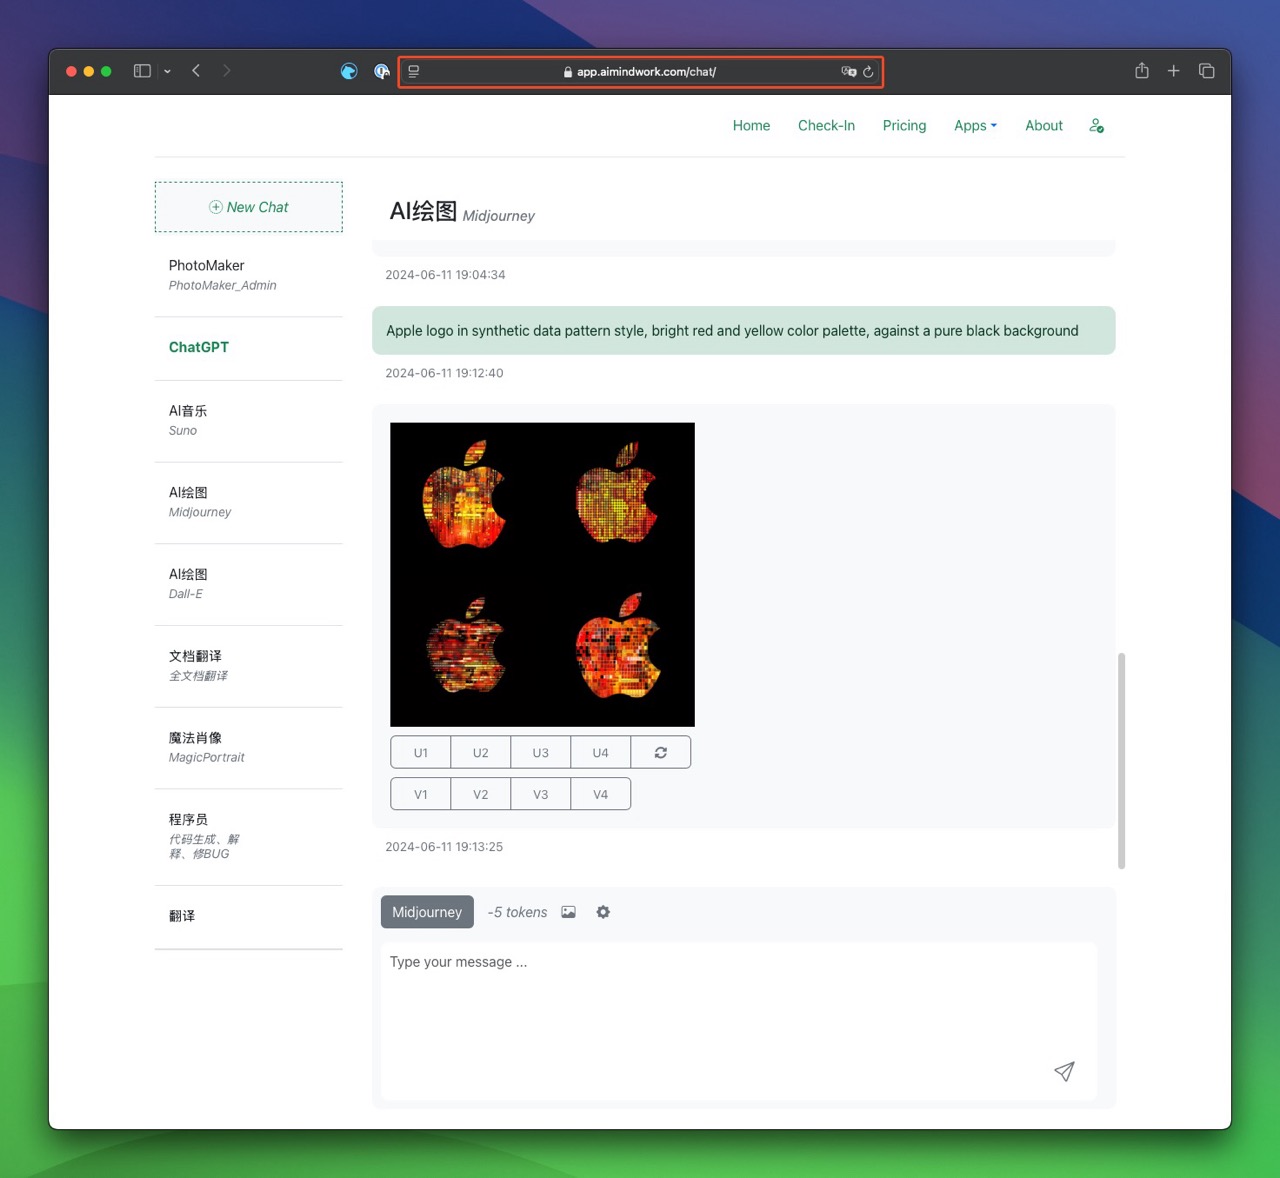 app.aimindwork.com/chat/
Home Check-In Pricing Apps About
New Chat
PhotoMaker
PhotoMaker_Admin
ChatGPT
AI音乐
Suno
AI绘图
Midjourney
AI绘图
Dall-E
文档翻译
全文档翻译
魔法肖像
MagicPortrait
程序员
代码生成、解
释、修BUG
翻译
AI绘图 Midjourney
2024-06-11 19:04:34
Apple logo in synthetic data pattern style, bright red and yellow color palette, against a pure black background
2024-06-11 19:12:40
U1 U2 U3 U4
V1 V2 V3 V4
2024-06-11 19:13:25
Midjourney -5 tokens
Type your message ...